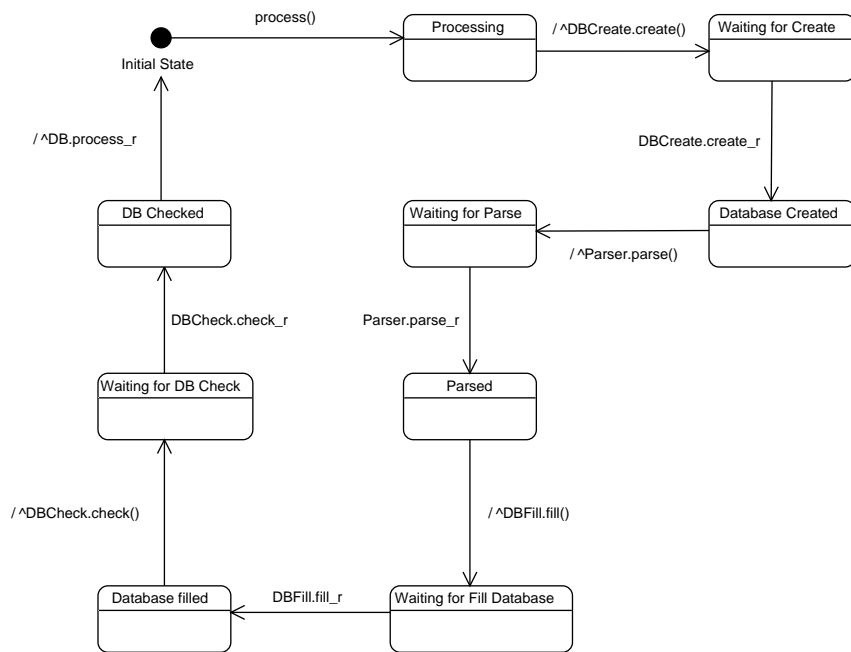 process()
Processing
/ ^DBCreate.create()
Waiting for Create
Initial State
/ ^DB.process_r
DBCreate.create_r
DB Checked
Waiting for Parse
Database Created
/ ^Parser.parse()
DBCheck.check_r
Parser.parse_r
Waiting for DB Check
Parsed
/ ^DBCheck.check()
/ ^DBFill.fill()
Database filled
DBFill.fill_r
Waiting for Fill Database